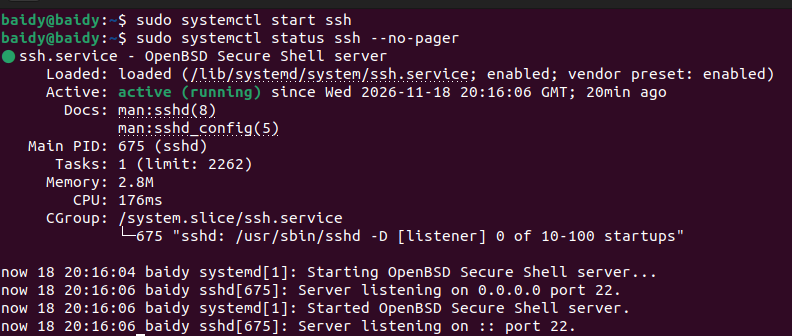 baidy@baidy:~$ sudo systemctl start ssh
baidy@baidy:~$ sudo systemctl status ssh --no-pager
● ssh.service - OpenBSD Secure Shell server
     Loaded: loaded (/lib/systemd/system/ssh.service; enabled; vendor preset: enabled)
     Active: active (running) since Wed 2026-11-18 20:16:06 GMT; 20min ago
       Docs: man:sshd(8)
             man:sshd_config(5)
   Main PID: 675 (sshd)
      Tasks: 1 (limit: 2262)
     Memory: 2.8M
        CPU: 176ms
     CGroup: /system.slice/ssh.service
             └─675 "sshd: /usr/sbin/sshd -D [listener] 0 of 10-100 startups"

now 18 20:16:04 baidy systemd[1]: Starting OpenBSD Secure Shell server...
now 18 20:16:06 baidy sshd[675]: Server listening on 0.0.0.0 port 22.
now 18 20:16:06 baidy systemd[1]: Started OpenBSD Secure Shell server.
now 18 20:16:06 baidy sshd[675]: Server listening on :: port 22.